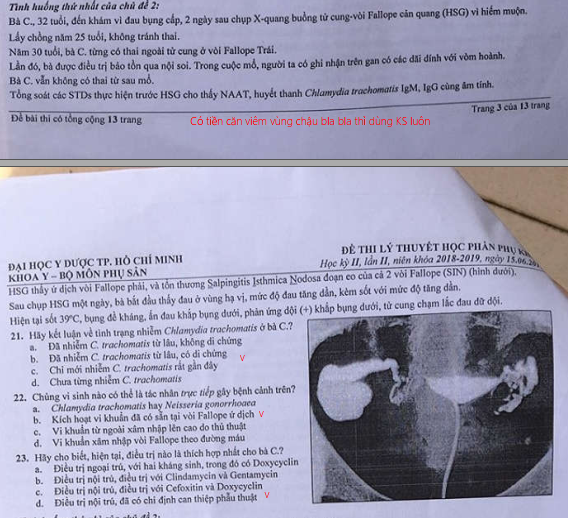 Tình huống thứ nhất của chủ đề 2:
Bà C., 32 tuổi, đến khám vì đau bụng cấp, 2 ngày sau chụp X-quang buồng tử cung-vòi Fallope cản quang (HSG) vì hiếm muộn.
Lấy chồng năm 25 tuổi, không tránh thai.
Năm 30 tuổi, bà C. từng có thai ngoài tử cung ở vòi Fallope Trái.
Lần đó, bà được điều trị bảo tồn qua nội soi. Trong cuộc mổ, người ta có ghi nhận trên gan có các dải dính với vòm hoành.
Bà C. vẫn không có thai từ sau mổ.
Tổng soát các STDs thực hiện trước HSG cho thấy NAAT, huyết thanh Chlamydia trachomatis IgM, IgG cùng âm tính.
Đề bài thi có tổng cộng 13 trang
Có tiền căn viêm vùng chậu bla bla thì dùng KS luôn
Trang 3 của 13 trang
ĐẠI HỌC Y DƯỢC TP. HỒ CHÍ MINH
KHOA Y – BỘ MÔN PHỤ SẢN
ĐỀ THI LÝ THUYẾT HỌC PHẦN PHỤ
Học kỳ II, lần II, niên khóa 2018-2019, ngày 15.06.
HSG thấy ứ dịch vòi Fallope phải, và tổn thương Salpingitis Isthmica Nodosa đoạn eo của cả 2 vòi Fallope (SIN) (hình dưới).
Sau chụp HSG một ngày, bà bắt đầu thấy đau ở vùng hạ vị, mức độ đau tăng dần, kèm sốt với mức độ tăng dần.
Hiện tại sốt 39°C, bụng đề kháng, ấn đau khắp bụng dưới, phản ứng dội (+) khắp bụng dưới, tử cung chạm lắc đau dữ dội.
21. Hãy kết luận về tình trạng nhiễm Chlamydia trachomatis ở bà C.?
a. Đã nhiễm C. trachomatis từ lâu, không di chứng
b. Đã nhiễm C. trachomatis từ lâu, có di chứng V
c. Chỉ mới nhiễm C. trachomatis rất gần đây
d. Chưa từng nhiễm C. trachomatis
22. Chủng vi sinh nào có thể là tác nhân trực tiếp gây bệnh cảnh trên?
a. Chlamydia trachomatis hay Neisseria gonorrhoaea
b. Kích hoạt vi khuẩn đã có sẵn tại vòi Fallope ứ dịch V
c. Vi khuẩn từ ngoài xâm nhập lên cao do thủ thuật
d. Vi khuẩn xâm nhập vòi Fallope theo đường máu
23. Hãy cho biết, hiện tại, điều trị nào là thích hợp nhất cho bà C.?
a. Điều trị ngoại trú, với hai kháng sinh, trong đó có Doxycyclin
b. Điều trị nội trú, điều trị với Clindamycin và Gentamycin
c. Điều trị nội trú, điều trị với Cefoxitin và Doxycyclin
d. Điều trị nội trú, đã có chỉ định can thiệp phẫu thuật V